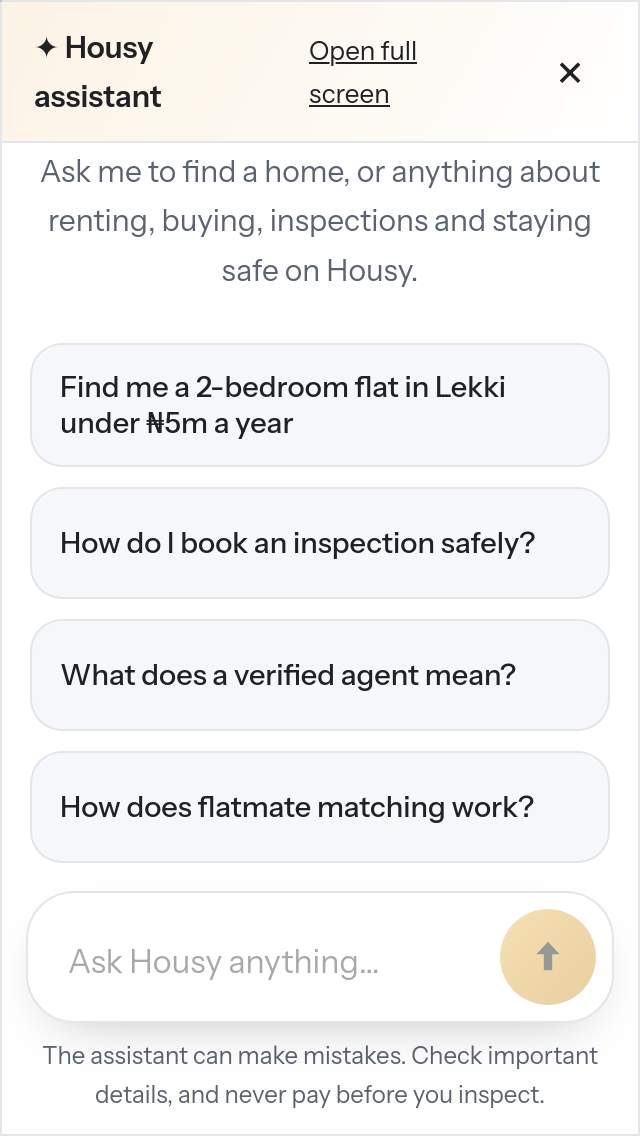 ✦ Housy
assistant
Open full
screen
✕
Ask me to find a home, or anything about
renting, buying, inspections and staying
safe on Housy.
Find me a 2-bedroom flat in Lekki
under ₦5m a year
How do I book an inspection safely?
What does a verified agent mean?
How does flatmate matching work?
Ask Housy anything...
The assistant can make mistakes. Check important
details, and never pay before you inspect.